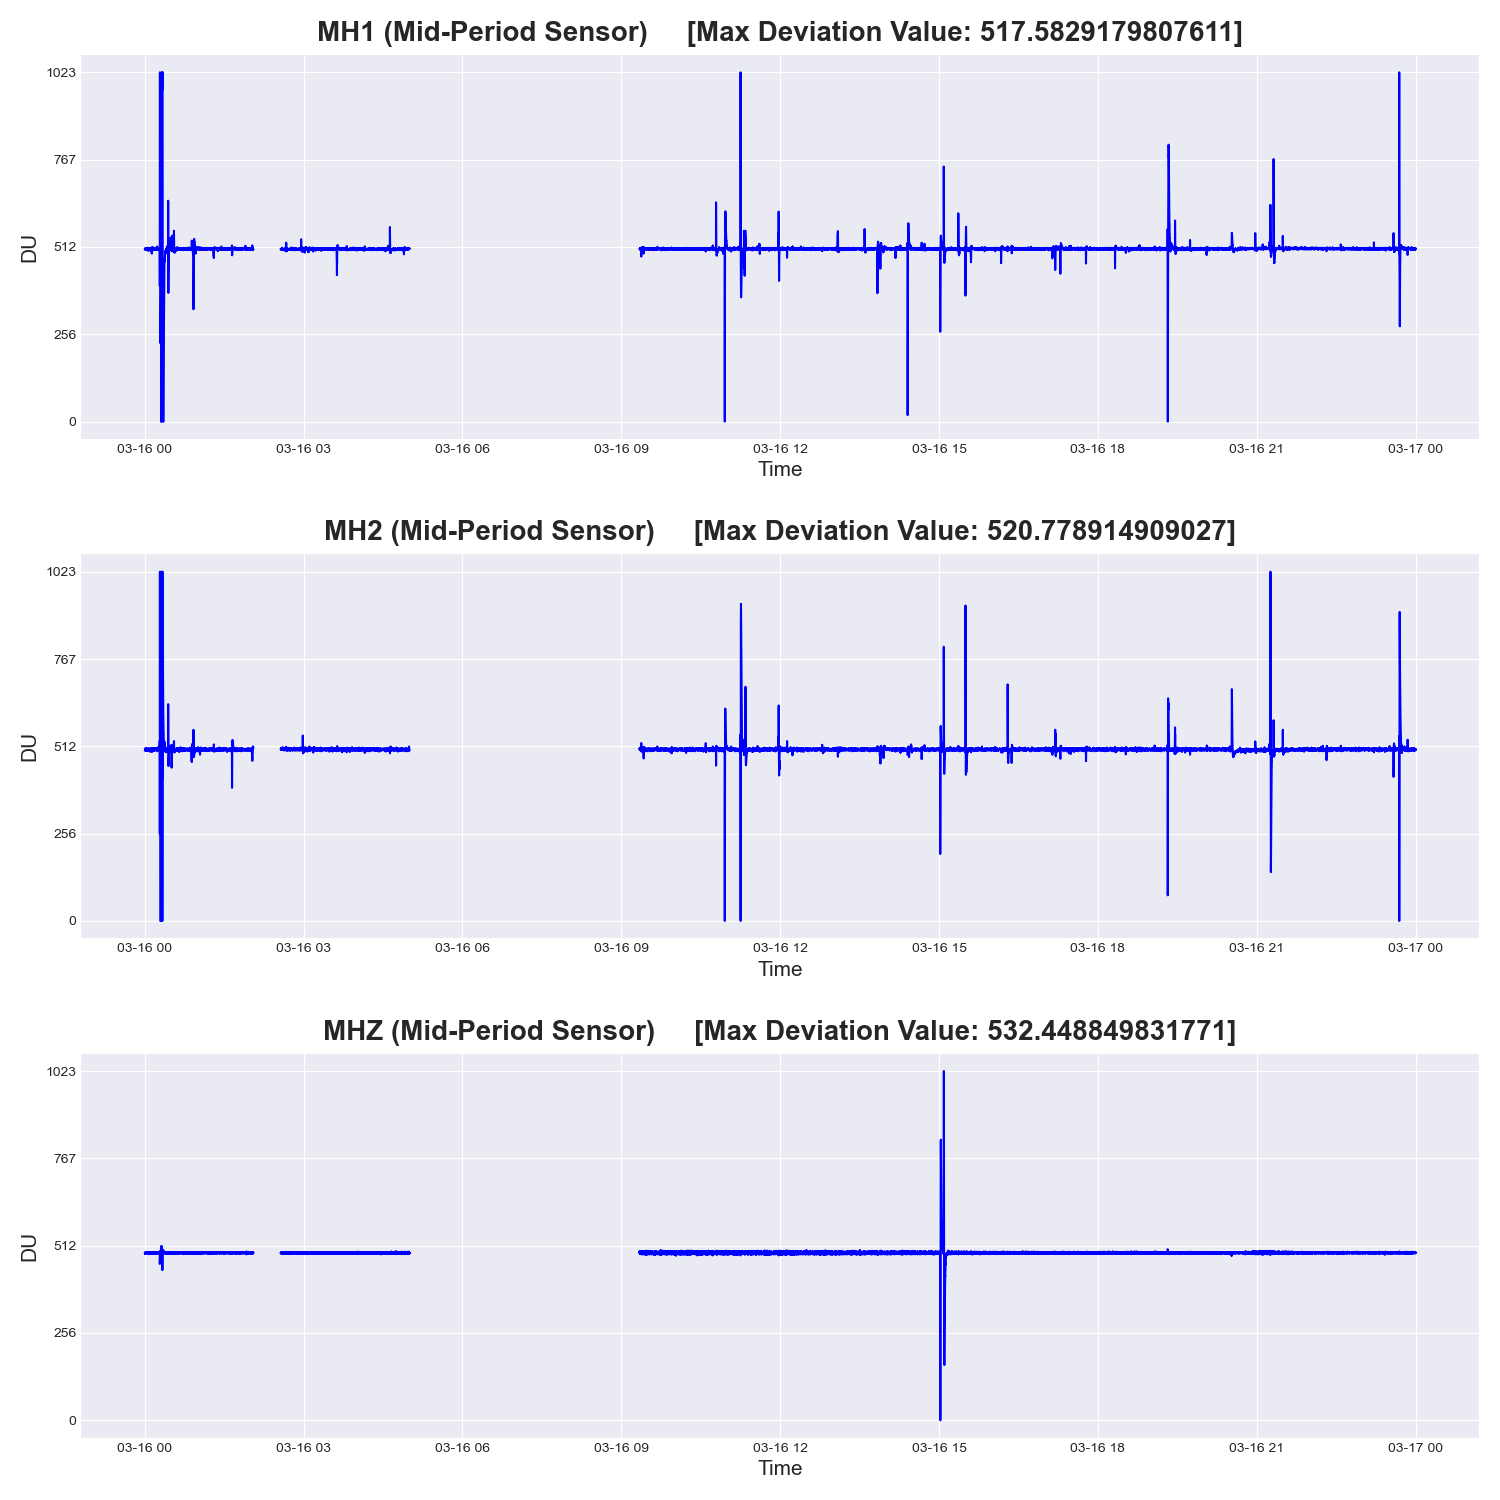 MH1 (Mid-Period Sensor) [Max Deviation Value: 517.5829179807611]
1023
767
512
256
0
DU
03-16 00 03-16 03 03-16 06 03-16 09 03-16 12 03-16 15 03-16 18 03-16 21 03-17 00
Time
MH2 (Mid-Period Sensor) [Max Deviation Value: 520.778914909027]
1023
767
512
256
0
DU
03-16 00 03-16 03 03-16 06 03-16 09 03-16 12 03-16 15 03-16 18 03-16 21 03-17 00
Time
MHZ (Mid-Period Sensor) [Max Deviation Value: 532.448849831771]
1023
767
512
256
0
DU
03-16 00 03-16 03 03-16 06 03-16 09 03-16 12 03-16 15 03-16 18 03-16 21 03-17 00
Time